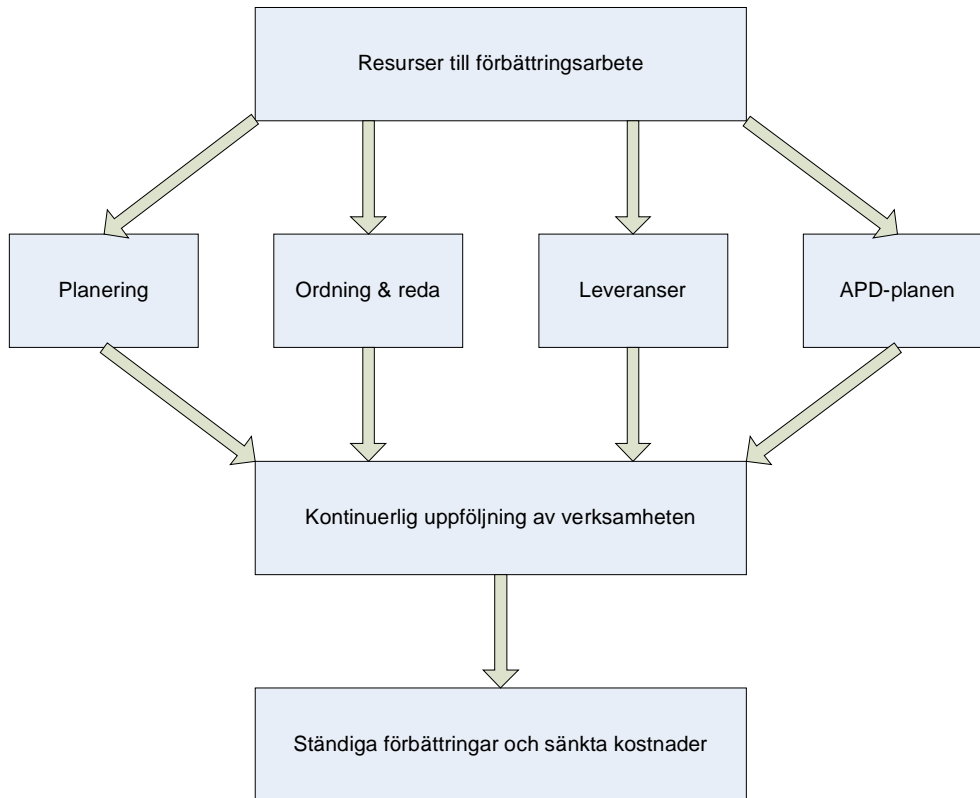 Resurser till förbättringsarbete
Planering
Ordning & reda
Leveranser
APD-planen
Kontinuerlig uppföljning av verksamheten
Ständiga förbättringar och sänkta kostnader